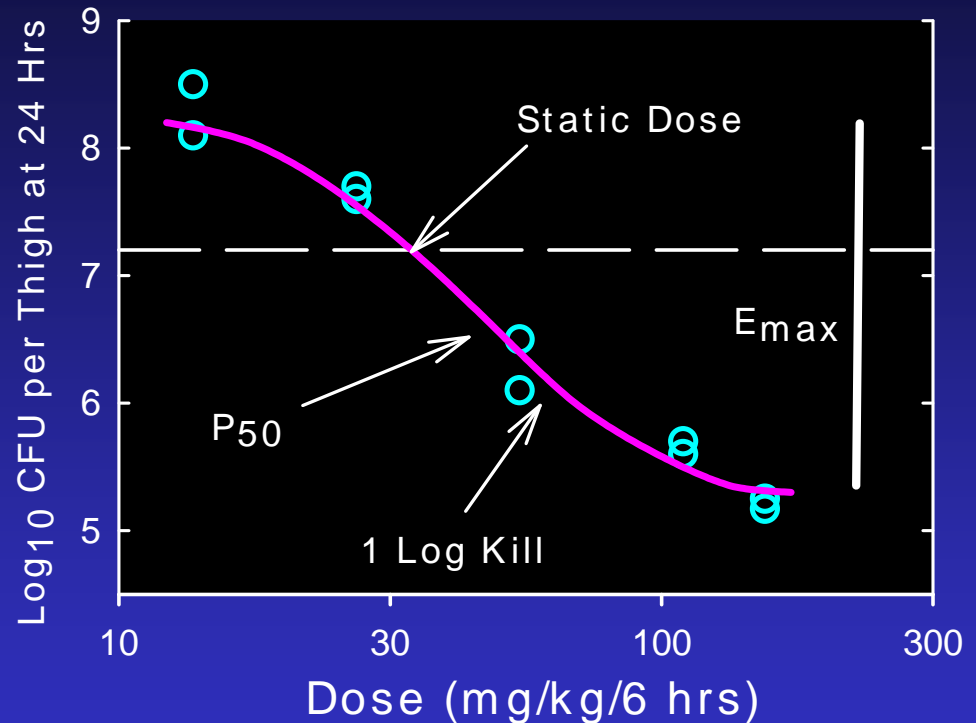 Log10 CFU per Thigh at 24 Hrs
9
8
7
6
5
Static Dose
Emax
P50
1 Log Kill
10 30 100 300
Dose (mg/kg/6 hrs)